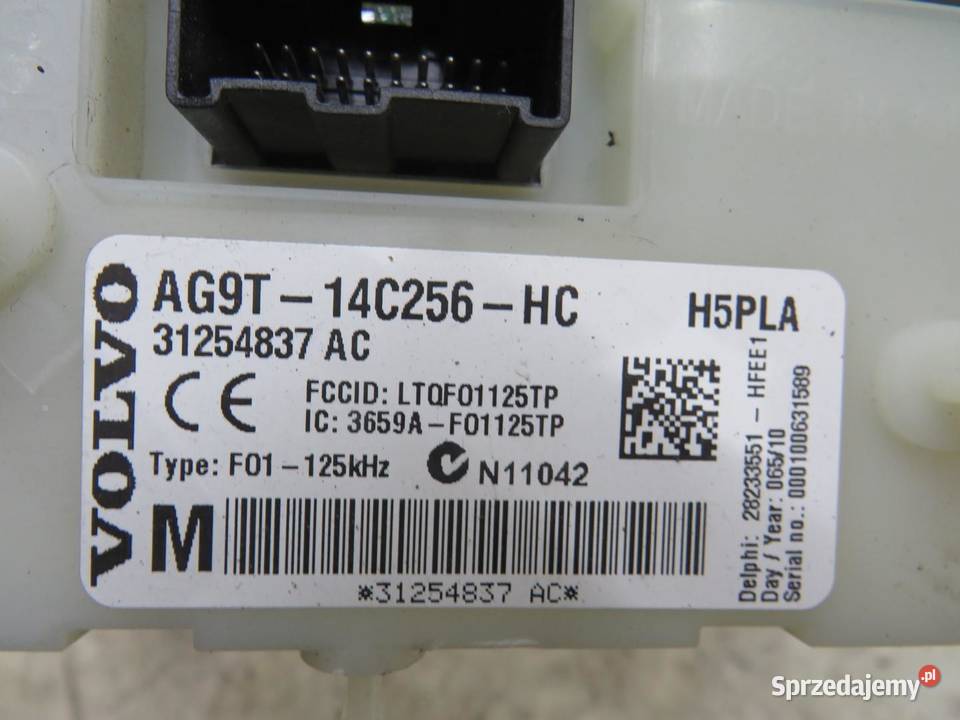 VOLVO
AG9T-14C256-HC
H5PLA
31254837 AC
CE
FCCID: LTQFO1125TP
IC: 3659A-FO1125TP
Type: FO1-125kHz
N11042
M
*31254837 AC*
Delphi: 28233551-HFEE1
Day / Year: 065/10
Serial no.: 000100631589
Sprzedajemy.pl